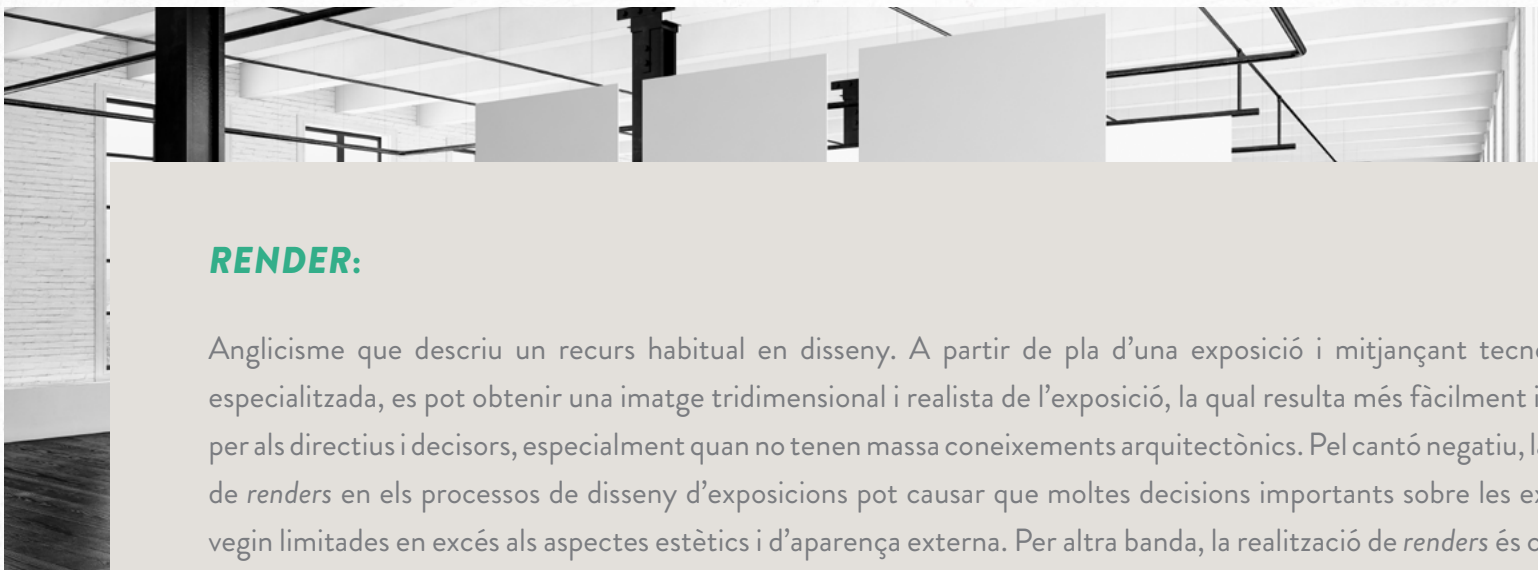 RENDER:
Anglicisme que descriu un recurs habitual en disseny. A partir de pla d’una exposició i mitjançant
especialitzada, es pot obtenir una imatge tridimensional i realista de l’exposició, la qual resulta més fàcilment
per als directius i decisors, especialment quan no tenen massa coneixements arquitectònics. Pel cantó negatiu,
de renders en els processos de disseny d’exposicions pot causar que moltes decisions importants sobre les
vegin limitades en excés als aspectes estètics i d’aparença externa. Per altra banda, la realització de renders és